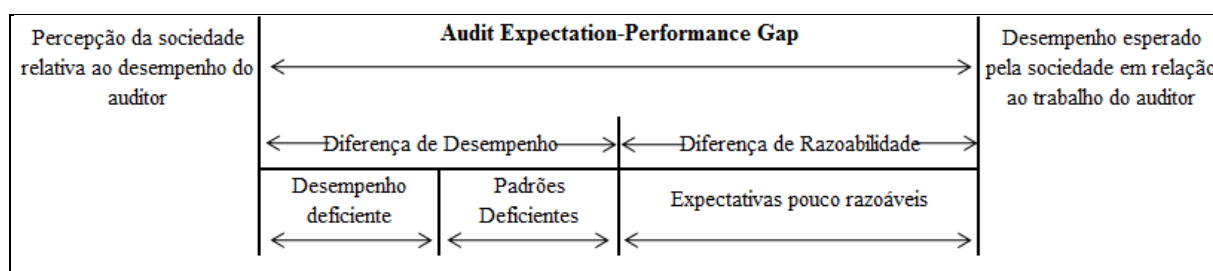 Percepção da sociedade
relativa ao desempenho do
auditor
Audit Expectation-Performance Gap
Desempenho esperado
pela sociedade em relação
ao trabalho do auditor
Diferença de Desempenho
Diferença de Razoabilidade
Desempenho
deficiente
Padrões
Deficientes
Expectativas pouco razoáveis